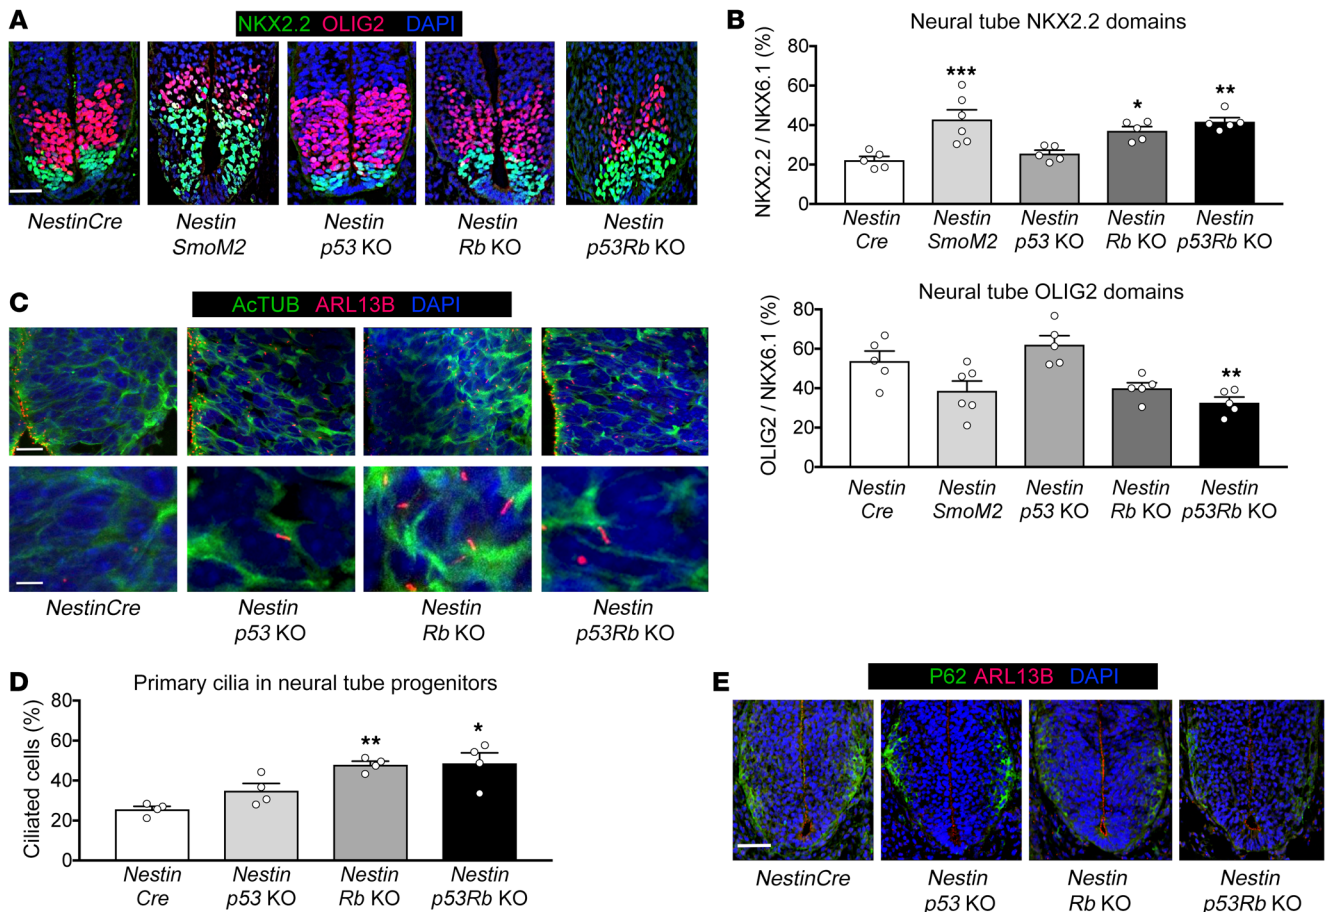 A
NKX2.2 OLIG2 DAPI
NestinCre
Nestin
SmoM2
Nestin
p53 KO
Nestin
Rb KO
Nestin
p53Rb KO
B
Neural tube NKX2.2 domains
NKX2.2 / NKX6.1 (%)
80
60
40
20
0
***
*
**
Nestin
Cre
Nestin
SmoM2
Nestin
p53 KO
Nestin
Rb KO
Nestin
p53Rb KO
Neural tube OLIG2 domains
OLIG2 / NKX6.1 (%)
80
60
40
20
0
**
Nestin
Cre
Nestin
SmoM2
Nestin
p53 KO
Nestin
Rb KO
Nestin
p53Rb KO
C
AcTUB ARL13B DAPI
NestinCre
Nestin
p53 KO
Nestin
Rb KO
Nestin
p53Rb KO
D
Primary cilia in neural tube progenitors
Ciliated cells (%)
80
60
40
20
0
**
*
Nestin
Cre
Nestin
p53 KO
Nestin
Rb KO
Nestin
p53Rb KO
E
P62 ARL13B DAPI
NestinCre
Nestin
p53 KO
Nestin
Rb KO
Nestin
p53Rb KO